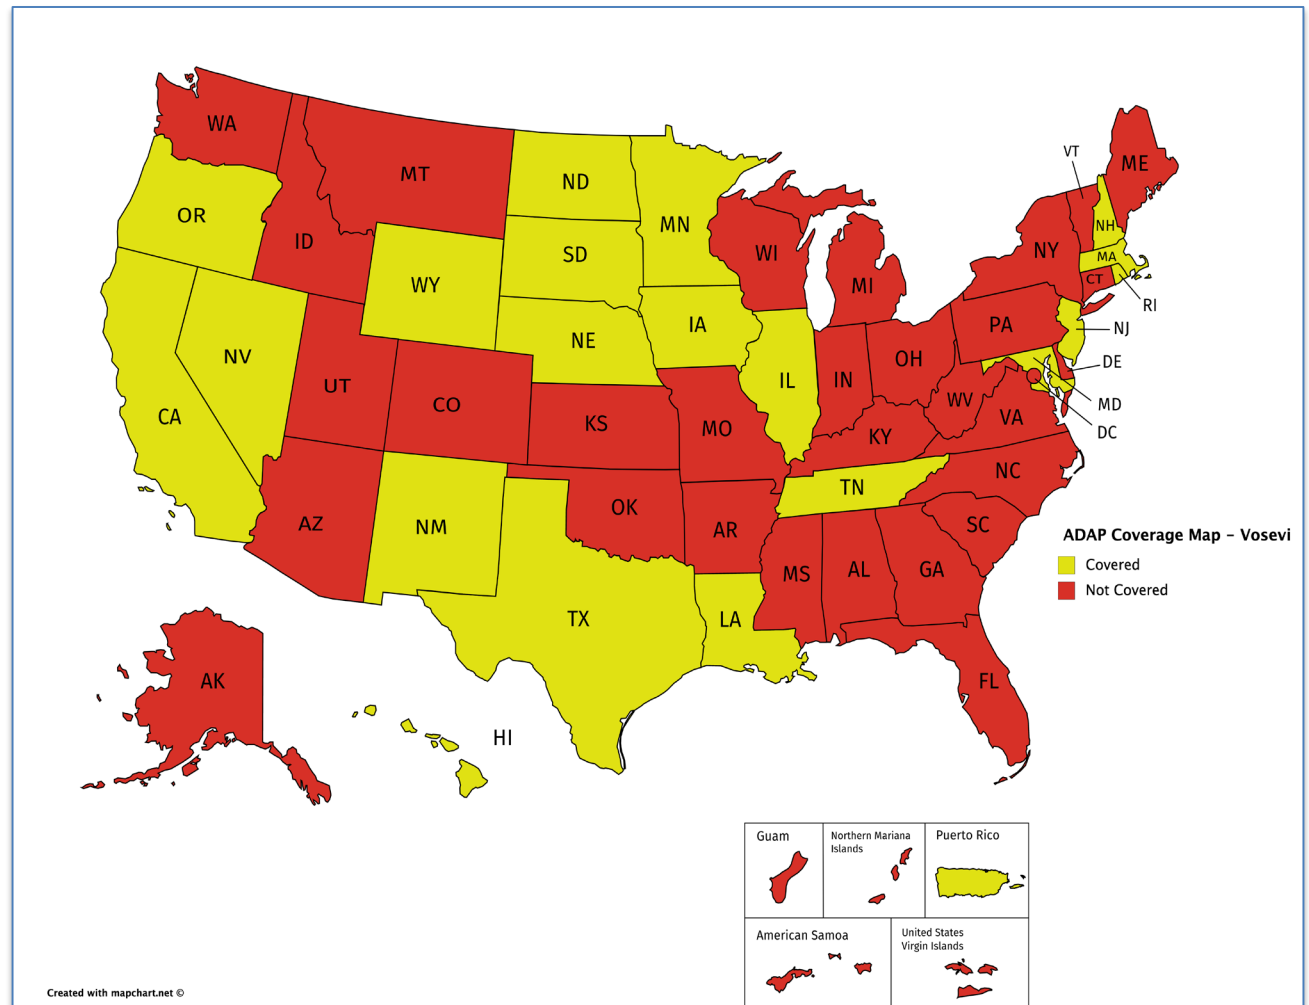 WA
VT
ME
MT
ND
OR
NH
MN
ID
NY
WI
SD
MA
CT
WY
MI
RI
IA
PA
NJ
NE
NV
OH
DE
IL
IN
UT
WV
MD
CO
CA
VA
KS
MO
DC
KY
NC
TN
OK
AZ
NM
SC
AR
ADAP Coverage Map – Vosevi
Covered
Not Covered
MS
AL
GA
TX
LA
AK
FL
HI
Guam
Northern Mariana
Islands
Puerto Rico
American Samoa
United States
Virgin Islands
Created with mapchart.net ©